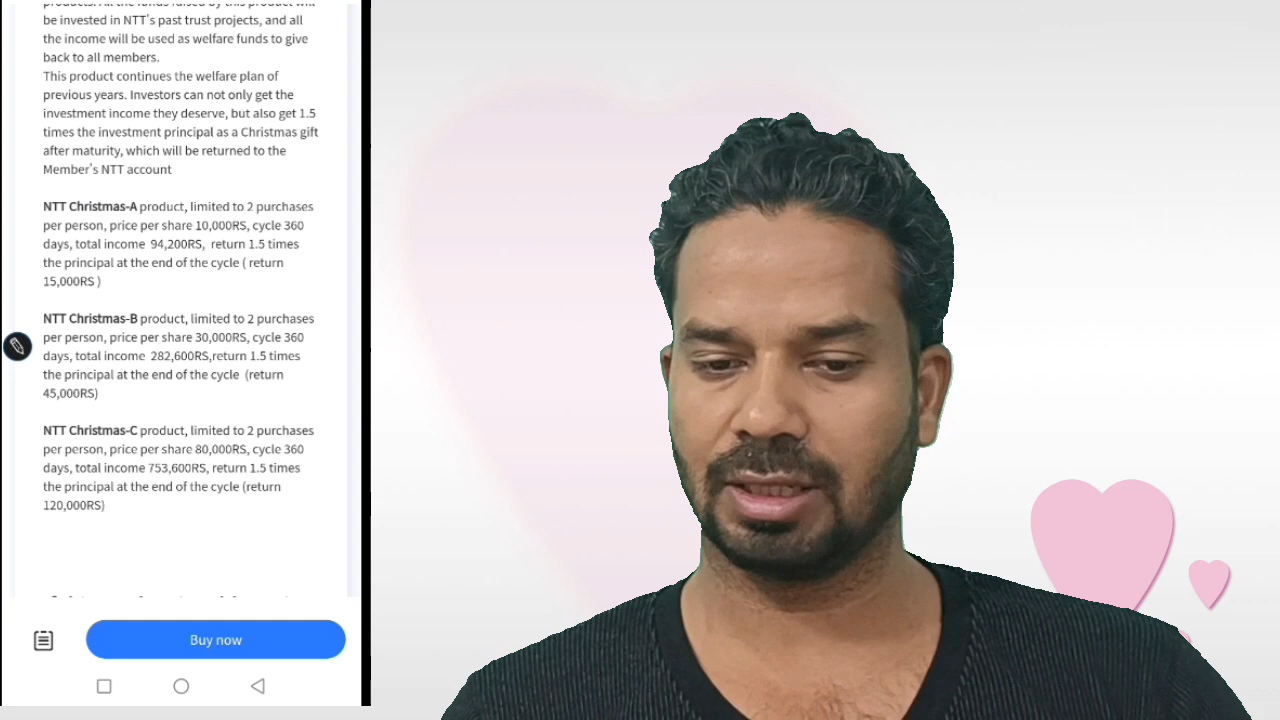 products. All the funds raised by this product will
be invested in NTT's past trust projects, and all
the income will be used as welfare funds to give
back to all members.
This product continues the welfare plan of
previous years. Investors can not only get the
investment income they deserve, but also get 1.5
times the investment principal as a Christmas gift
after maturity, which will be returned to the
Member's NTT account
NTT Christmas-A product, limited to 2 purchases
per person, price per share 10,000RS, cycle 360
days, total income 94,200RS, return 1.5 times
the principal at the end of the cycle ( return
15,000RS )
NTT Christmas-B product, limited to 2 purchases
per person, price per share 30,000RS, cycle 360
days, total income 282,600RS,return 1.5 times
the principal at the end of the cycle (return
45,000RS)
NTT Christmas-C product, limited to 2 purchases
per person, price per share 80,000RS, cycle 360
days, total income 753,600RS, return 1.5 times
the principal at the end of the cycle (return
120,000RS)
Buy now